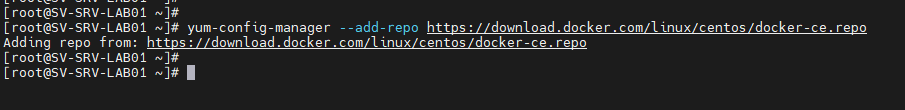 [root@SV-SRV-LAB01 ~]#
[root@SV-SRV-LAB01 ~]# yum-config-manager --add-repo https://download.docker.com/linux/centos/docker-ce.repo
Adding repo from: https://download.docker.com/linux/centos/docker-ce.repo
[root@SV-SRV-LAB01 ~]#
[root@SV-SRV-LAB01 ~]#